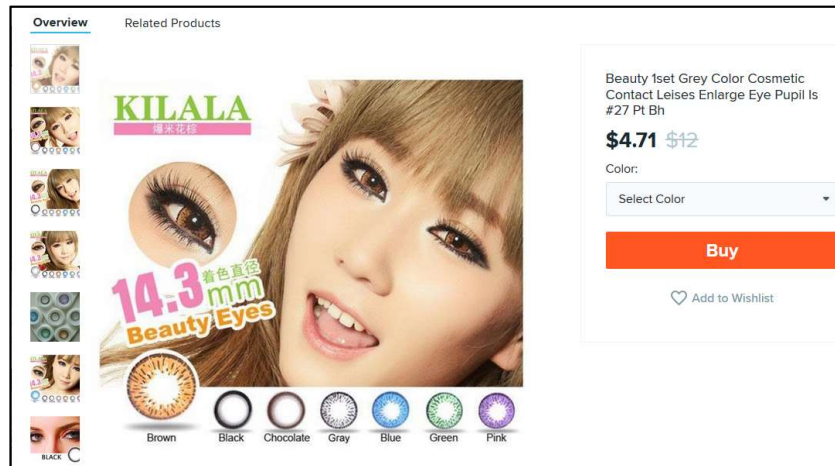 Overview
Related Products
KILALA
爆米花棕
14.3
着色直径
mm
Beauty Eyes
Brown
Black
Chocolate
Gray
Blue
Green
Pink
BLACK
Beauty 1set Grey Color Cosmetic
Contact Leises Enlarge Eye Pupil Is
#27 Pt Bh
$4.71 $12
Color:
Select Color
Buy
Add to Wishlist